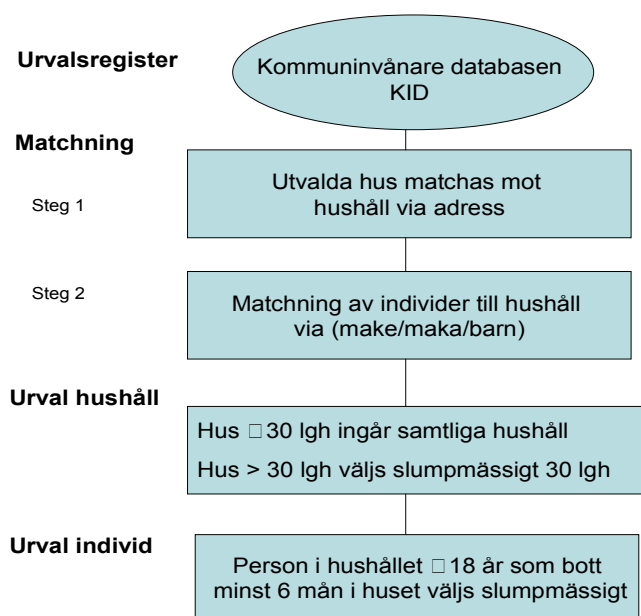 Urvalsregister
Kommuninvånare databasen
KID
Matchning
Steg 1
Utvalda hus matchas mot
hushåll via adress
Steg 2
Matchning av individer till hushåll
via (make/maka/barn)
Urval hushåll
Hus □ 30 lgh ingår samtliga hushåll
Hus > 30 lgh väljs slumpmässigt 30 lgh
Urval individ
Person i hushållet □ 18 år som bott
minst 6 mån i huset väljs slumpmässigt